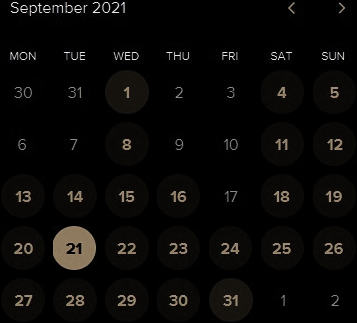 September 2021
MON TUE WED THU FRI SAT SUN
30 31 1 2 3 4 5
6 7 8 9 10 11 12
13 14 15 16 17 18 19
20 21 22 23 24 25 26
27 28 29 30 31 1 2